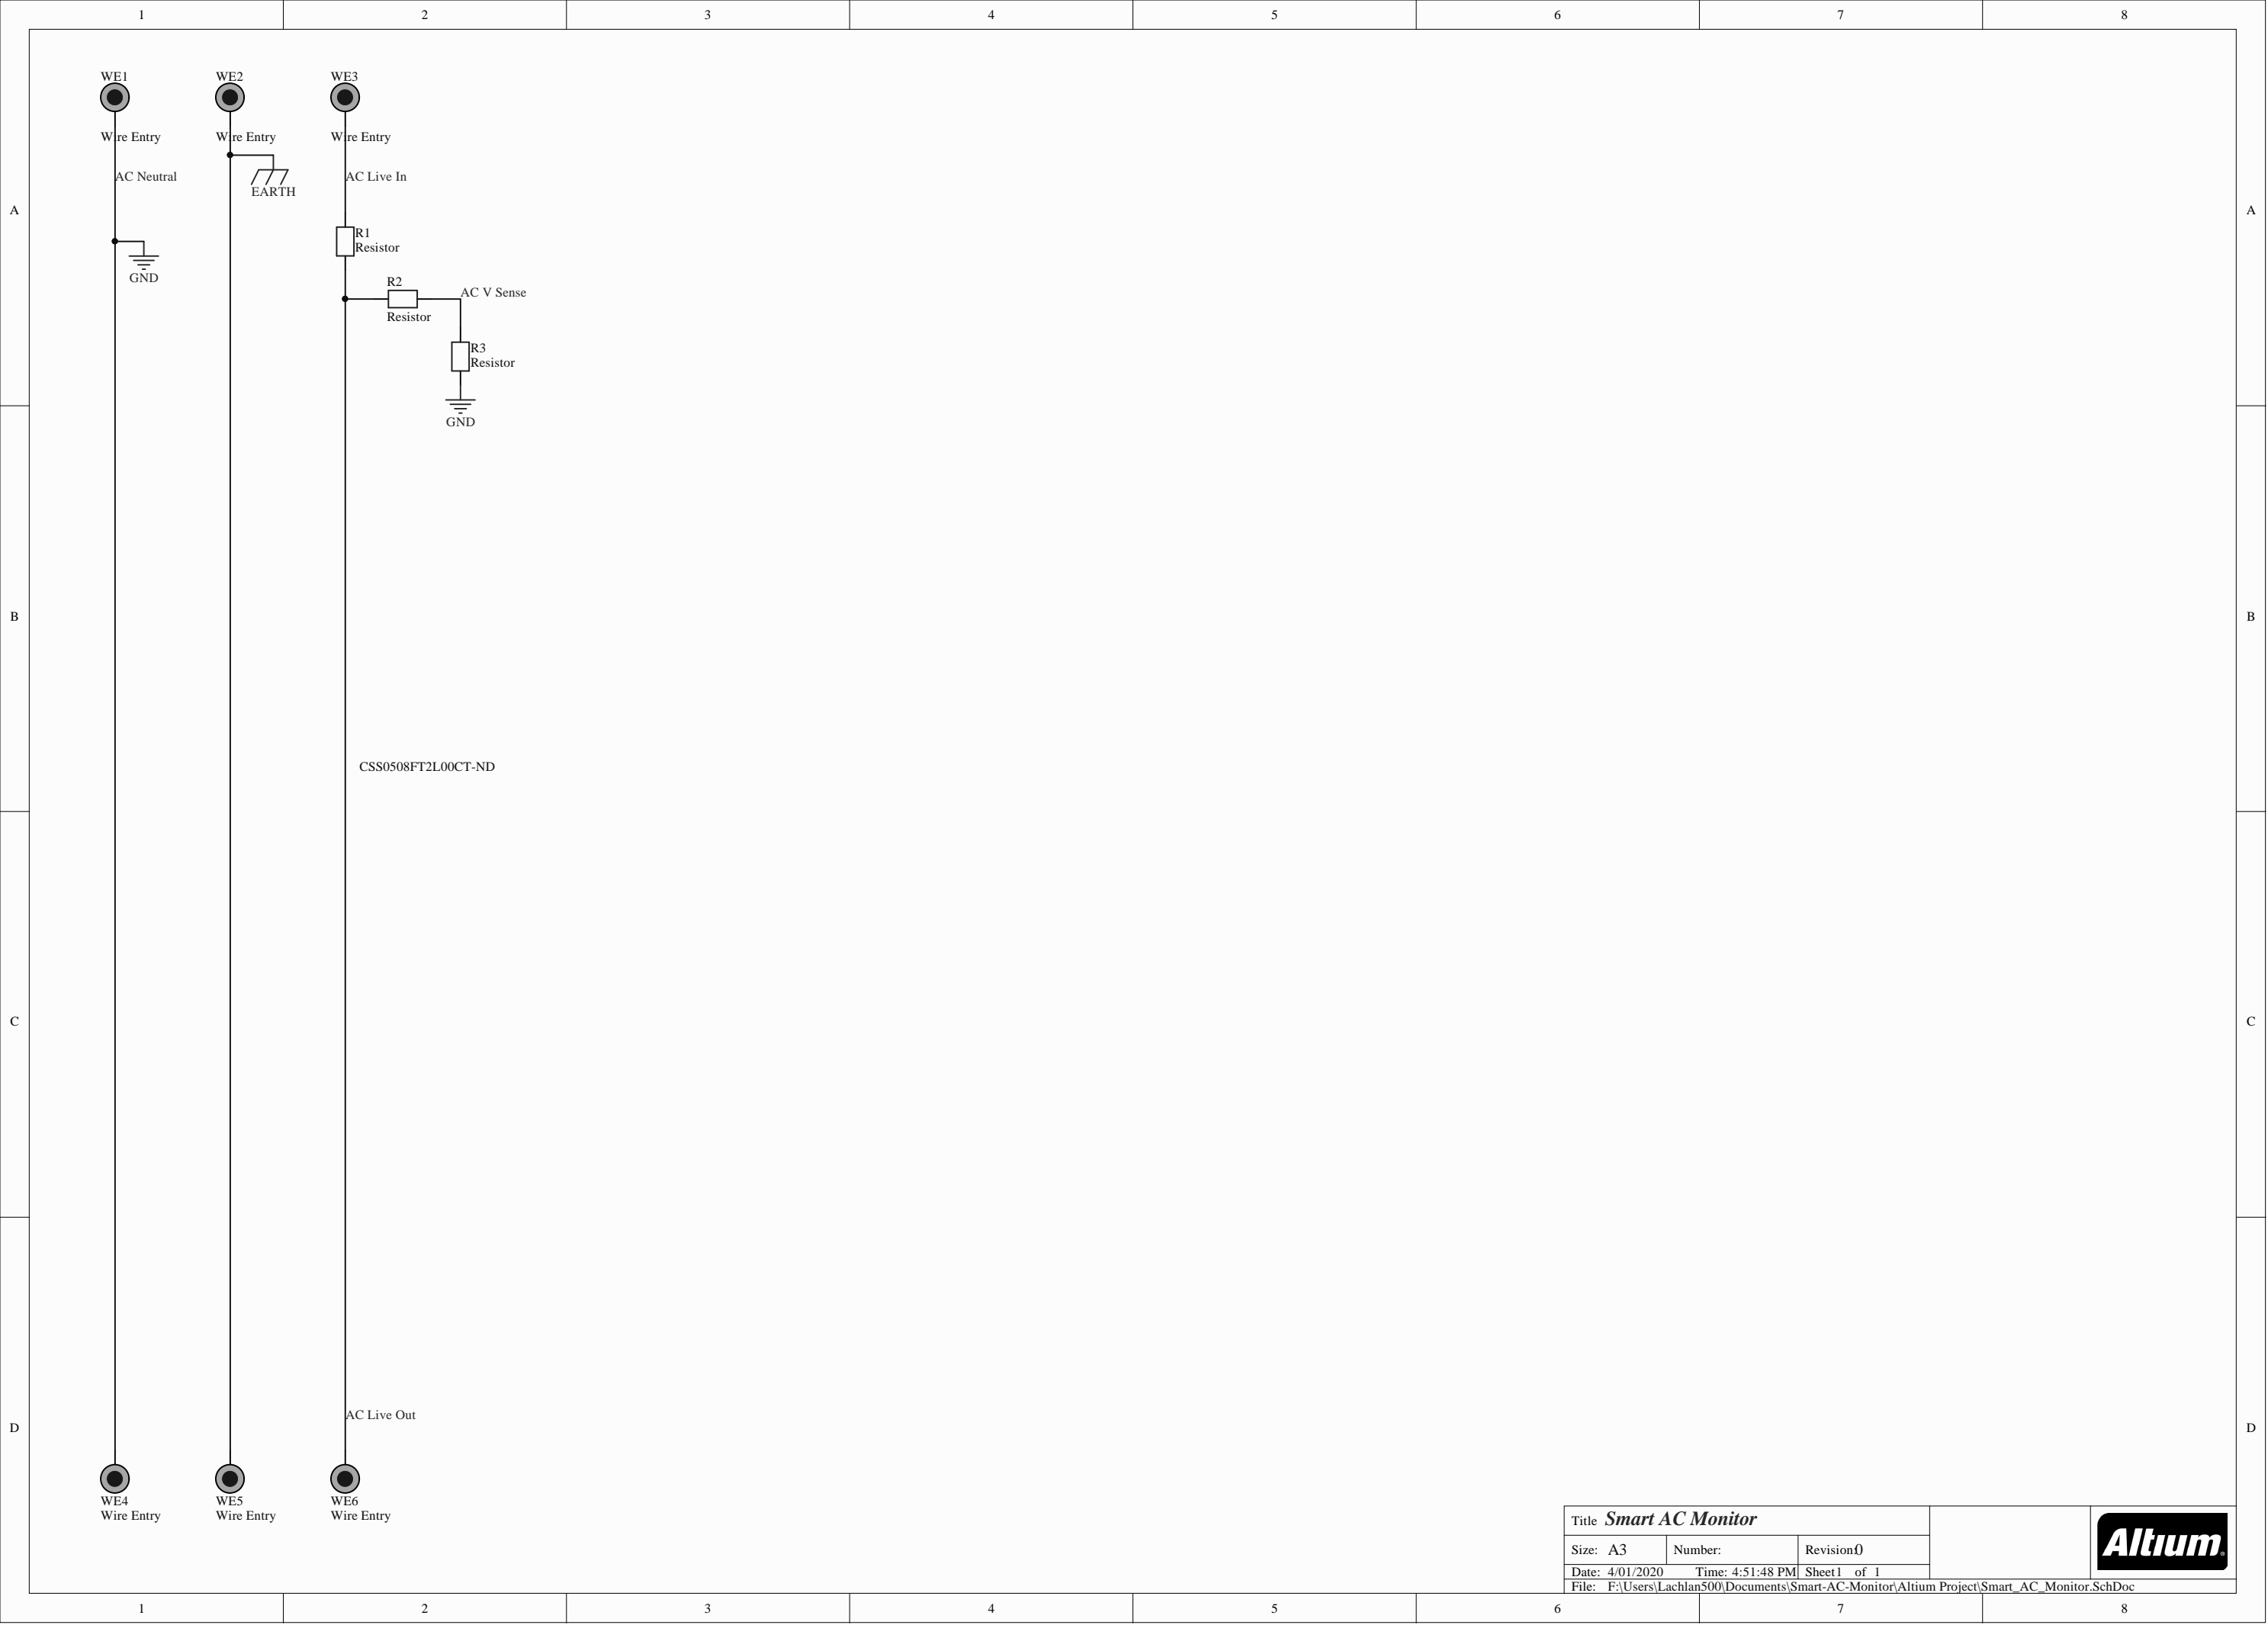 1 2 3 4 5 6 7 8
WE1 WE2 WE3
Wire Entry Wire Entry Wire Entry
AC Neutral AC Live In
EARTH
A A
R1
Resistor
GND
R2
AC V Sense
Resistor
R3
Resistor
GND
B B
CSS0508FT2L00CT-ND
C C
AC Live Out
D D
WE4 WE5 WE6
Wire Entry Wire Entry Wire Entry
Title Smart AC Monitor
Altium®
Size: A3 Number: Revision:0
Date: 4/01/2020 Time: 4:51:48 PM Sheet1 of 1
File: F:\Users\Lachlan500\Documents\Smart-AC-Monitor\Altium Project\Smart_AC_Monitor.SchDoc
1 2 3 4 5 6 7 8